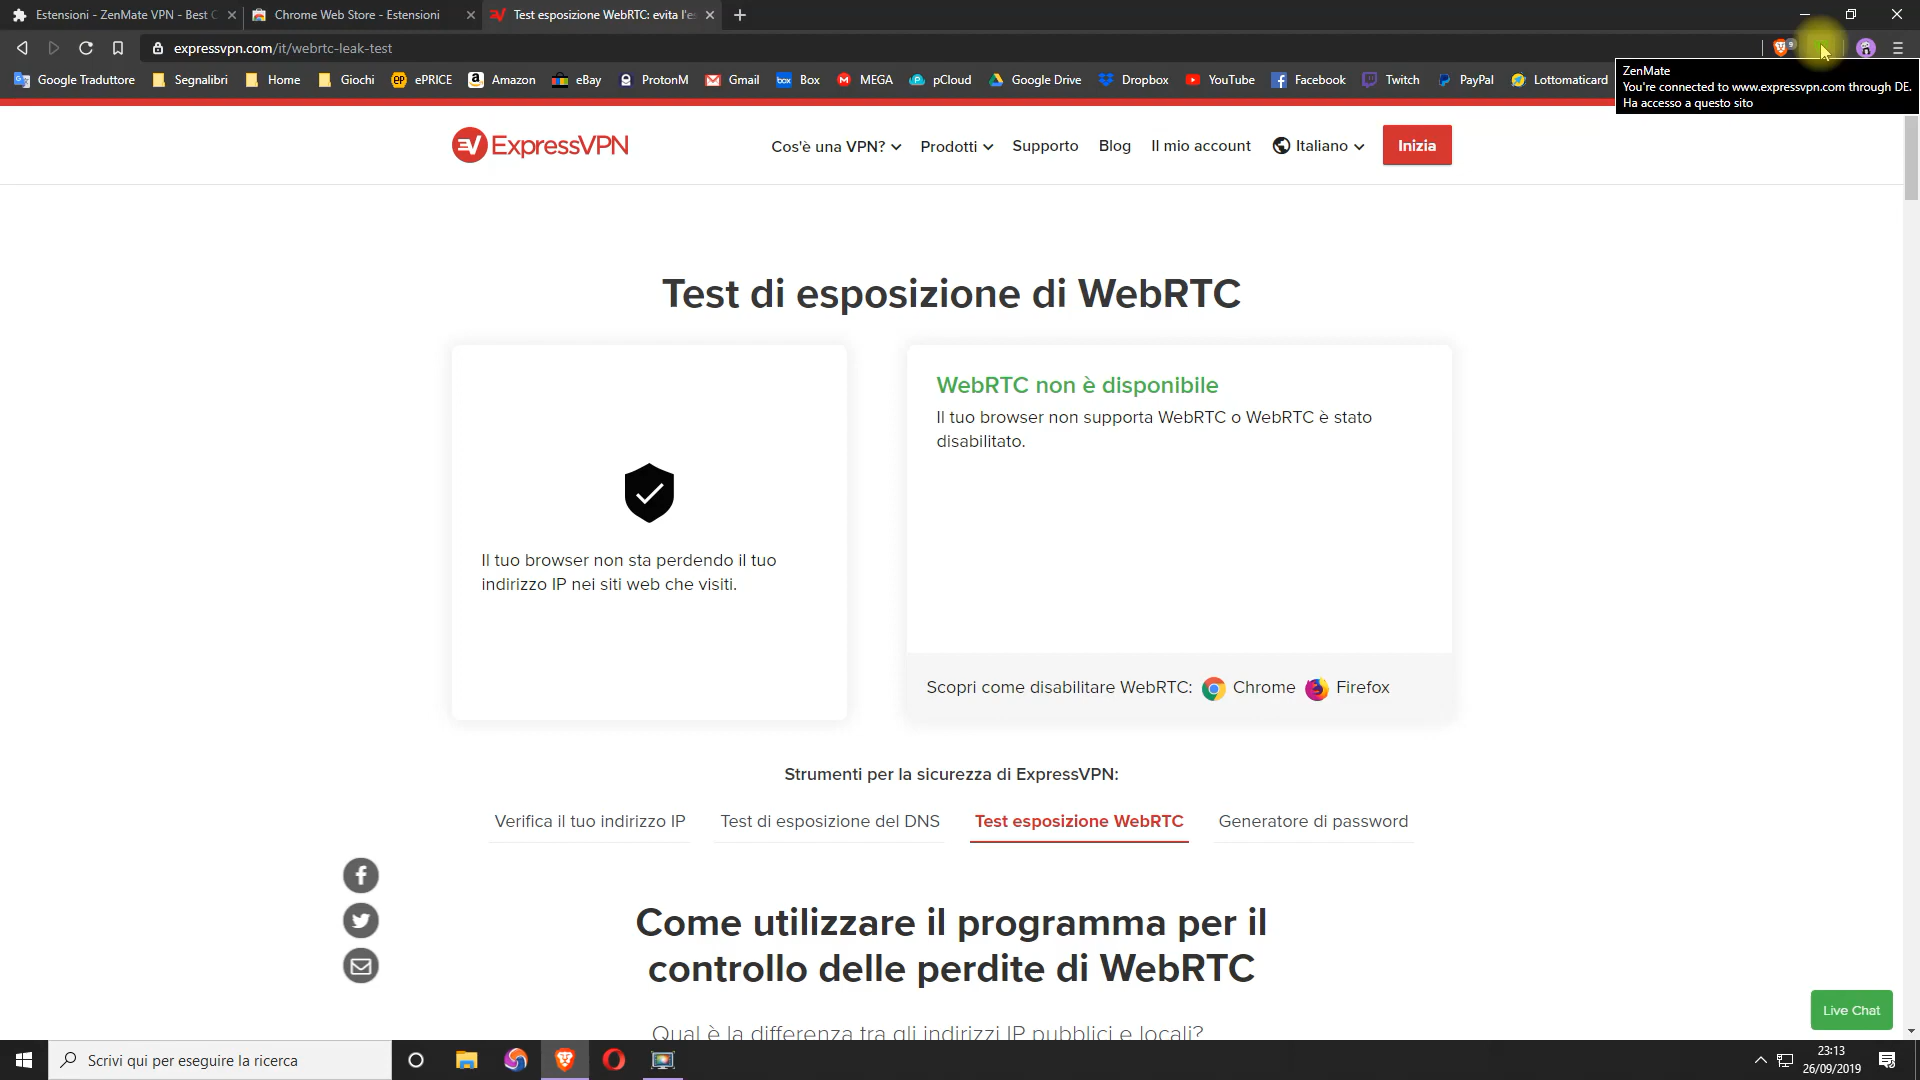 Estensioni - ZenMate VPN - Best C
Chrome Web Store - Estensioni
Test esposizione WebRTC: evita l'es
expressvpn.com/it/webrtc-leak-test
9
Google Traduttore
Segnalibri
Home
Giochi
ePRICE
Amazon
eBay
ProtonM
Gmail
Box
MEGA
pCloud
Google Drive
Dropbox
YouTube
Facebook
Twitch
PayPal
Lottomaticard
ZenMate
You're connected to www.expressvpn.com through DE.
Ha accesso a questo sito
ExpressVPN
Cos'è una VPN?
Prodotti
Supporto
Blog
Il mio account
Italiano
Inizia
Test di esposizione di WebRTC
Il tuo browser non sta perdendo il tuo
indirizzo IP nei siti web che visiti.
WebRTC non è disponibile
Il tuo browser non supporta WebRTC o WebRTC è stato
disabilitato.
Scopri come disabilitare WebRTC: Chrome Firefox
Strumenti per la sicurezza di ExpressVPN:
Verifica il tuo indirizzo IP
Test di esposizione del DNS
Test esposizione WebRTC
Generatore di password
Come utilizzare il programma per il
controllo delle perdite di WebRTC
Qual è la differenza tra gli indirizzi IP pubblici e locali?
Live Chat
Scrivi qui per eseguire la ricerca
23:13
26/09/2019